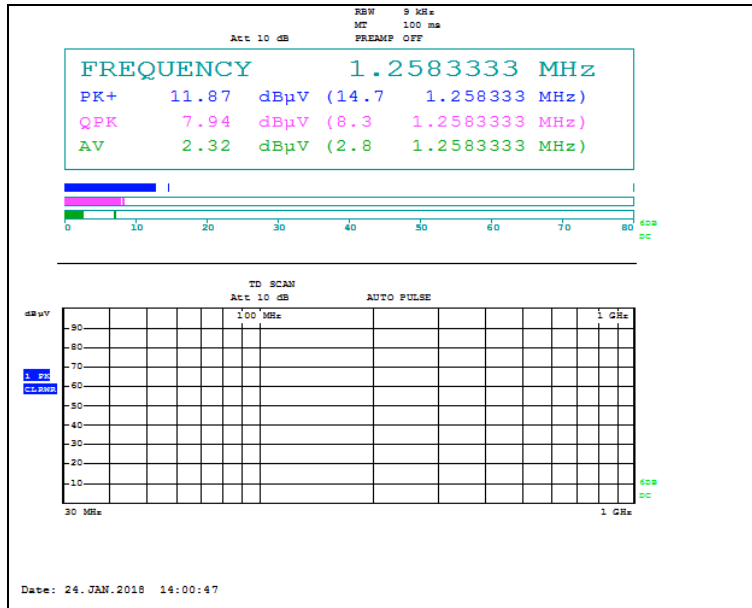 RBW 9 kHz
MT 100 ms
Att 10 dB PREAMP OFF
FREQUENCY 1.2583333 MHz
PK+ 11.87 dBµV (14.7 1.258333 MHz)
QPK 7.94 dBµV (8.3 1.2583333 MHz)
AV 2.32 dBµV (2.8 1.2583333 MHz)
0 10 20 30 40 50 60 70 80
6DB
DC
TD SCAN
Att 10 dB AUTO PULSE
dBµV
100 MHz 1 GHz
90
80
70
1 PK
60
CLRWR
50
40
30
20
10
6DB
DC
30 MHz 1 GHz
Date: 24.JAN.2018 14:00:47